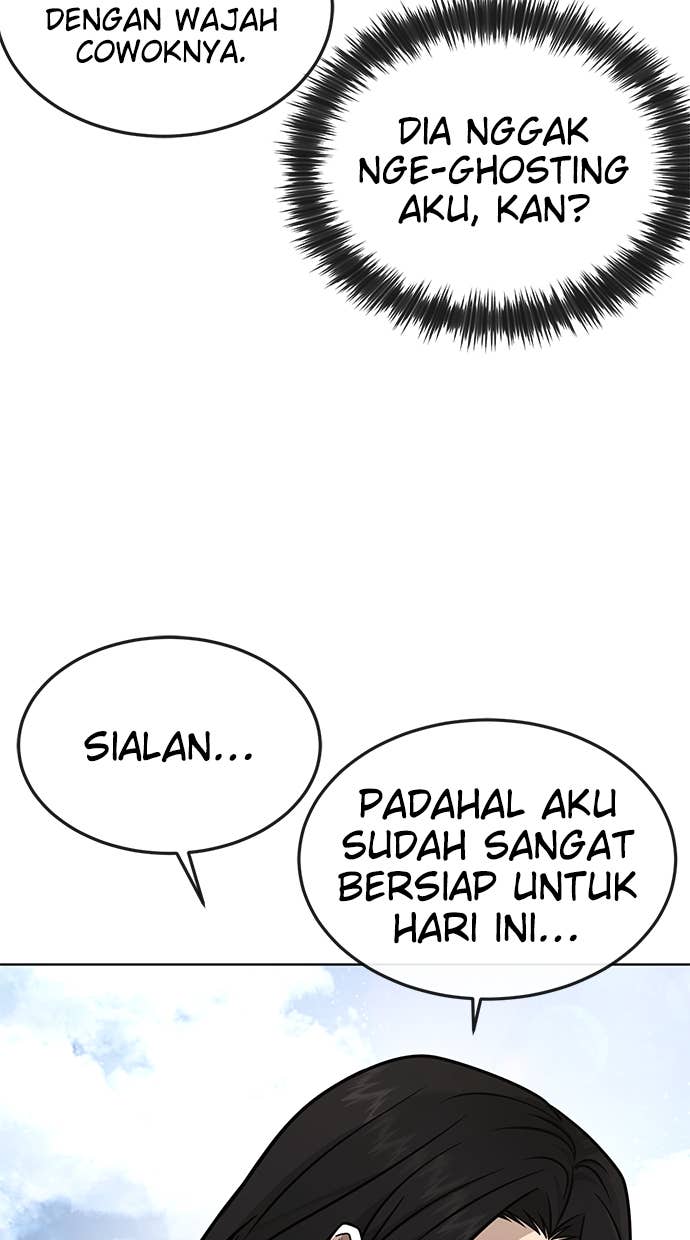 DENGAN WAJAH
COWOKNYA.
DIA NGGAK
NGE-GHOSTING
AKU, KAN?
SIALAN...
PADAHAL AKU
SUDAH SANGAT
BERSIAP UNTUK
HARI INI...